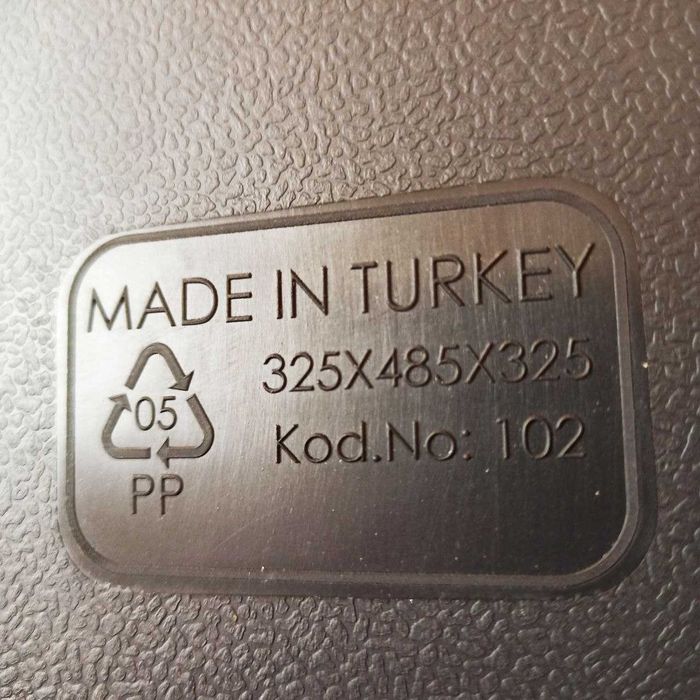 MADE IN TURKEY
325X485X325
05
Kod.No: 102
PP